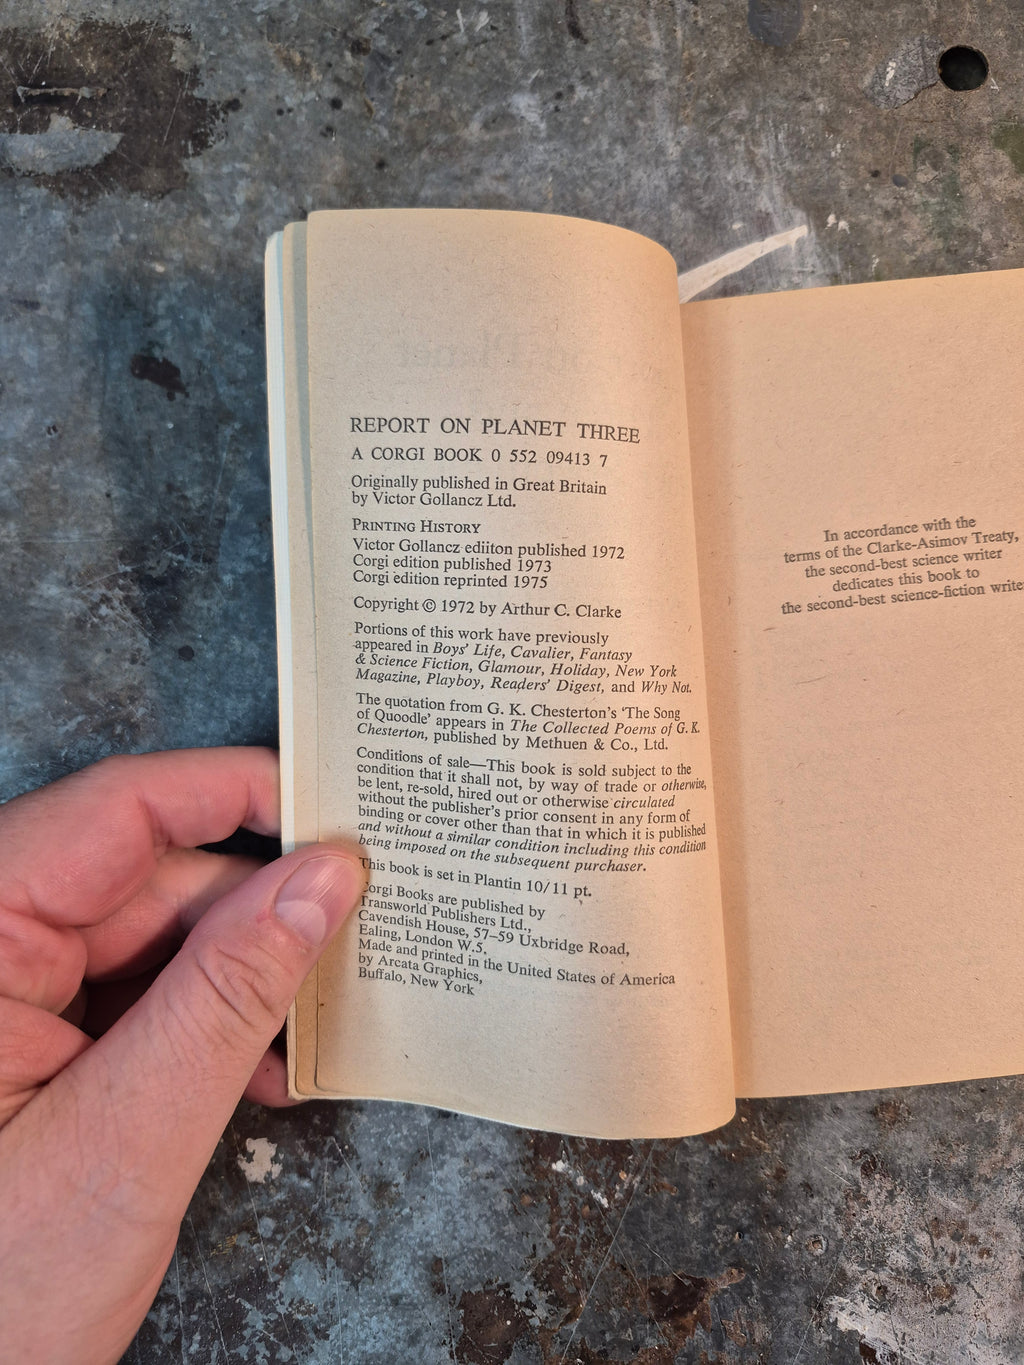 REPORT ON PLANET THREE
A CORGI BOOK 0 552 09413 7
Originally published in Great Britain
by Victor Gollancz Ltd.
PRINTING HISTORY
Victor Gollancz ediiton published 1972
Corgi edition published 1973
Corgi edition reprinted 1975
Copyright © 1972 by Arthur C. Clarke
Portions of this work have previously
appeared in Boys' Life, Cavalier, Fantasy
& Science Fiction, Glamour, Holiday, New York
Magazine, Playboy, Readers' Digest, and Why Not.
The quotation from G. K. Chesterton's 'The Song
of Quoodle' appears in The Collected Poems of G. K.
Chesterton, published by Methuen & Co., Ltd.
Conditions of sale—This book is sold subject to the
condition that it shall not, by way of trade or otherwise,
be lent, re-sold, hired out or otherwise circulated
without the publisher's prior consent in any form of
binding or cover other than that in which it is published
and without a similar condition including this condition
being imposed on the subsequent purchaser.
This book is set in Plantin 10/11 pt.
Corgi Books are published by
Transworld Publishers Ltd.,
Cavendish House, 57–59 Uxbridge Road,
Ealing, London W.5.
Made and printed in the United States of America
by Arcata Graphics,
Buffalo, New York
In accordance with the
terms of the Clarke-Asimov Treaty,
the second-best science writer
dedicates this book to
the second-best science-fiction write